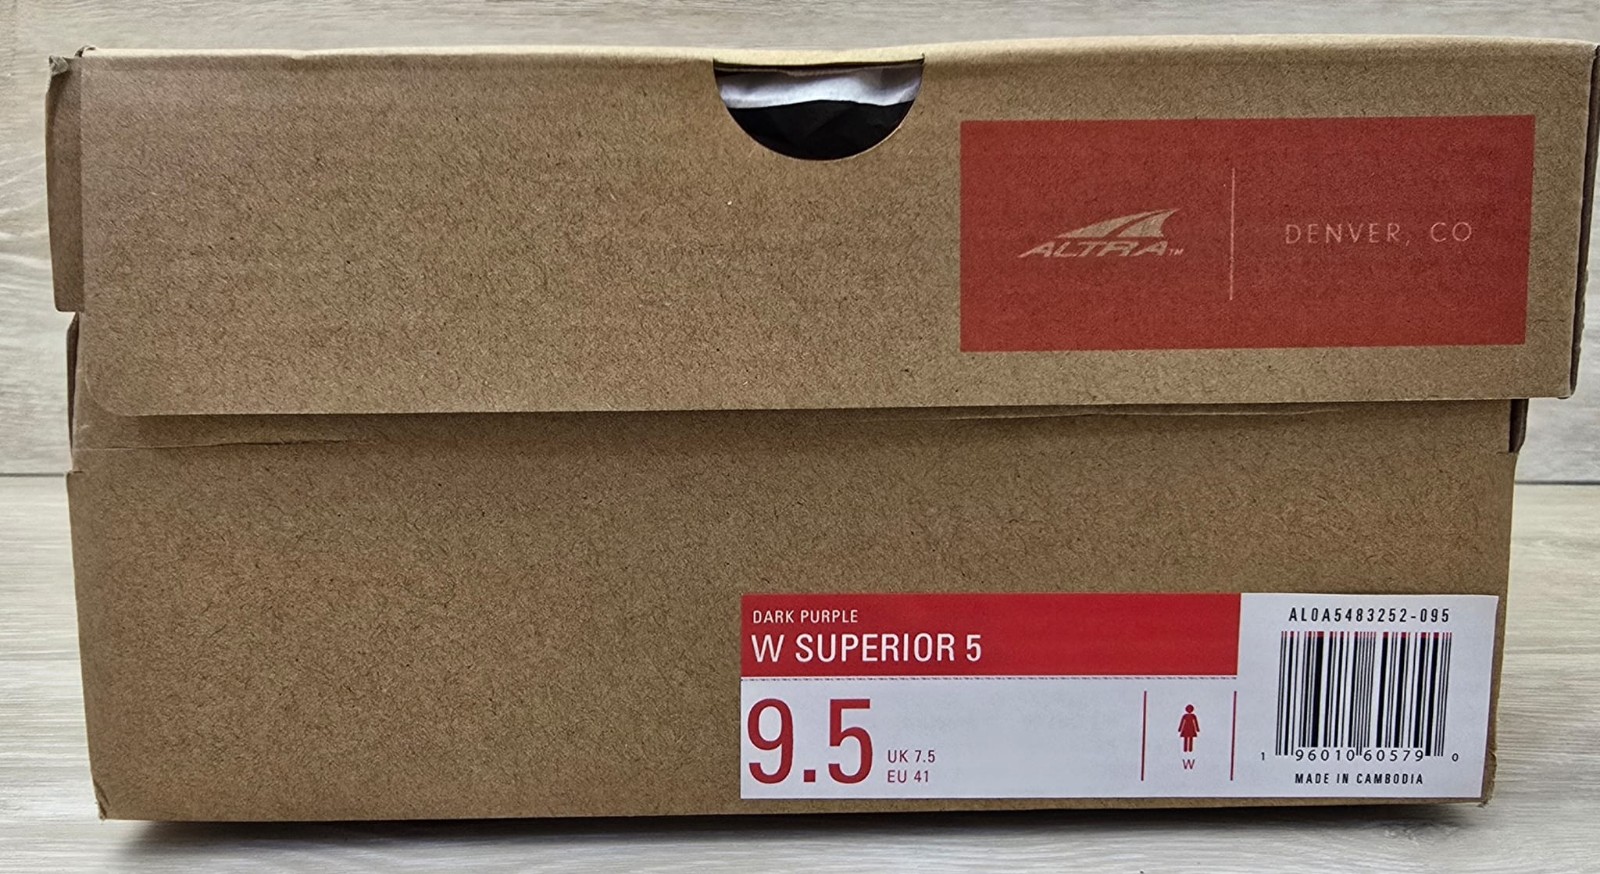 ALTRA™
DENVER, CO
DARK PURPLE
W SUPERIOR 5
9.5
UK 7.5
EU 41
W
AL0A5483252-095
1 96010 60579 0
MADE IN CAMBODIA